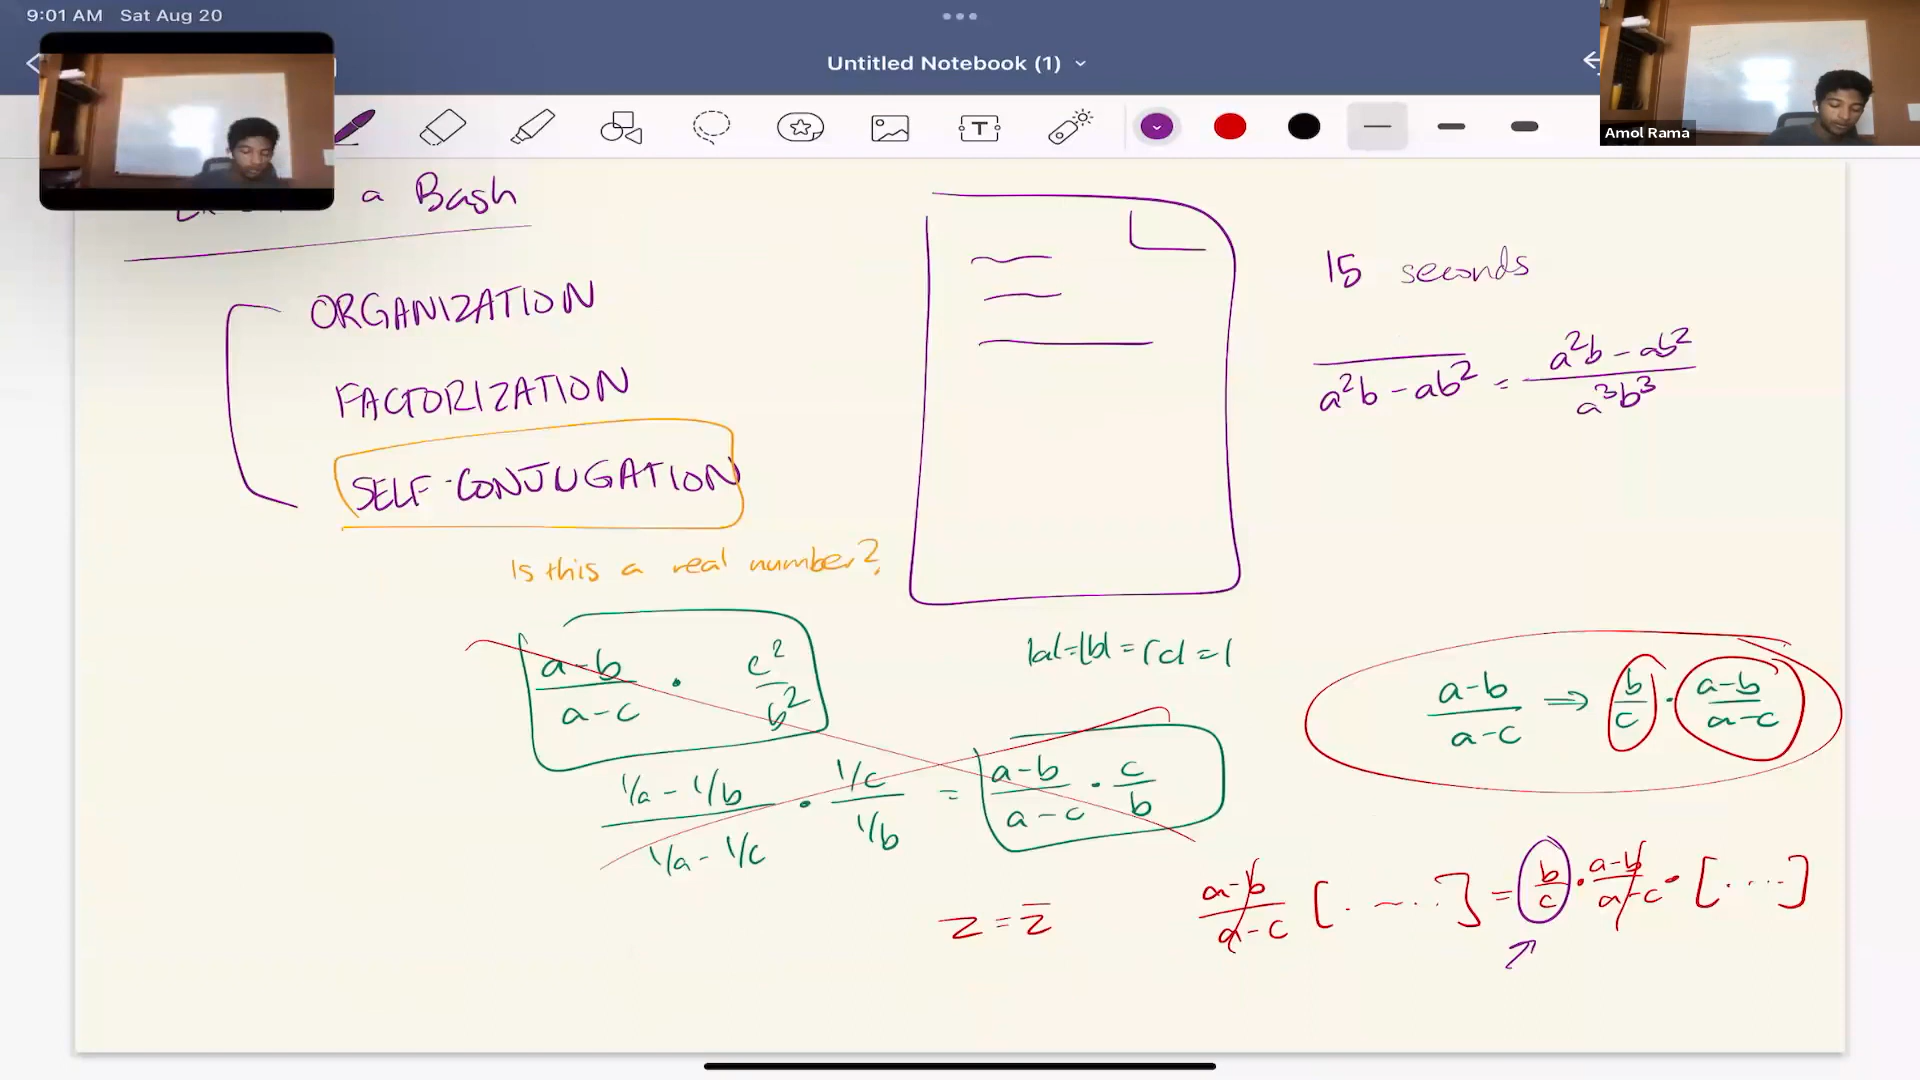 9:01 AM Sat Aug 20
Untitled Notebook (1)
Amol Rama
a Bash
ORGANIZATION
FACTORIZATION
SELF-CONJUGATION
Is this a real number?
15 seconds
a²b - ab² = a²b - ab² / a³b³
a-b / a-c · c² / b²
|a|=|b|=|c|=1
a-b / a-c ⇒ b/c · a-b / a-c
1/a - 1/b / 1/a - 1/c · 1/c / 1/b = a-b / a-c · c/b
z = z̄
a-b / a-c [. ~ . .] = b/c · a-b / a-c · [. . . . .]